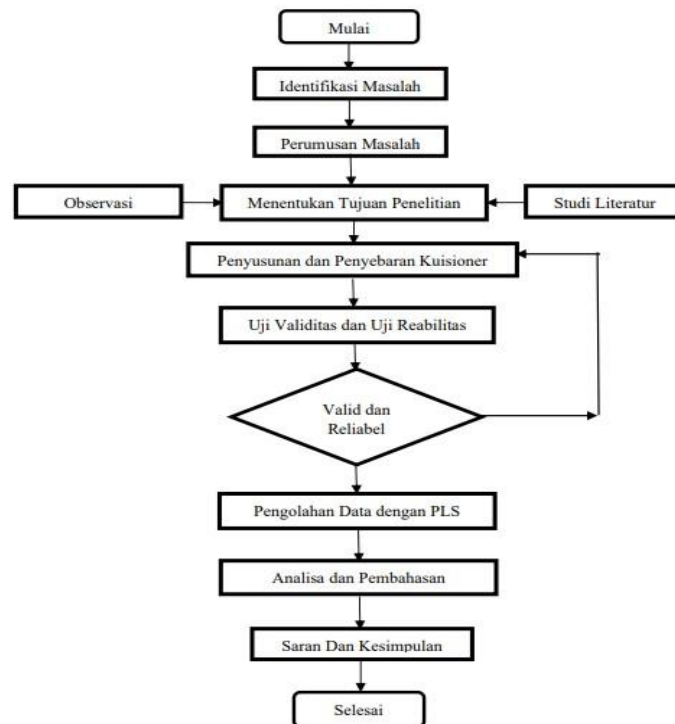 Mulai
Identifikasi Masalah
Perumusan Masalah
Observasi
Menentukan Tujuan Penelitian
Studi Literatur
Penyusunan dan Penyebaran Kuisioner
Uji Validitas dan Uji Reabilitas
Valid dan
Reliabel
Pengolahan Data dengan PLS
Analisa dan Pembahasan
Saran Dan Kesimpulan
Selesai